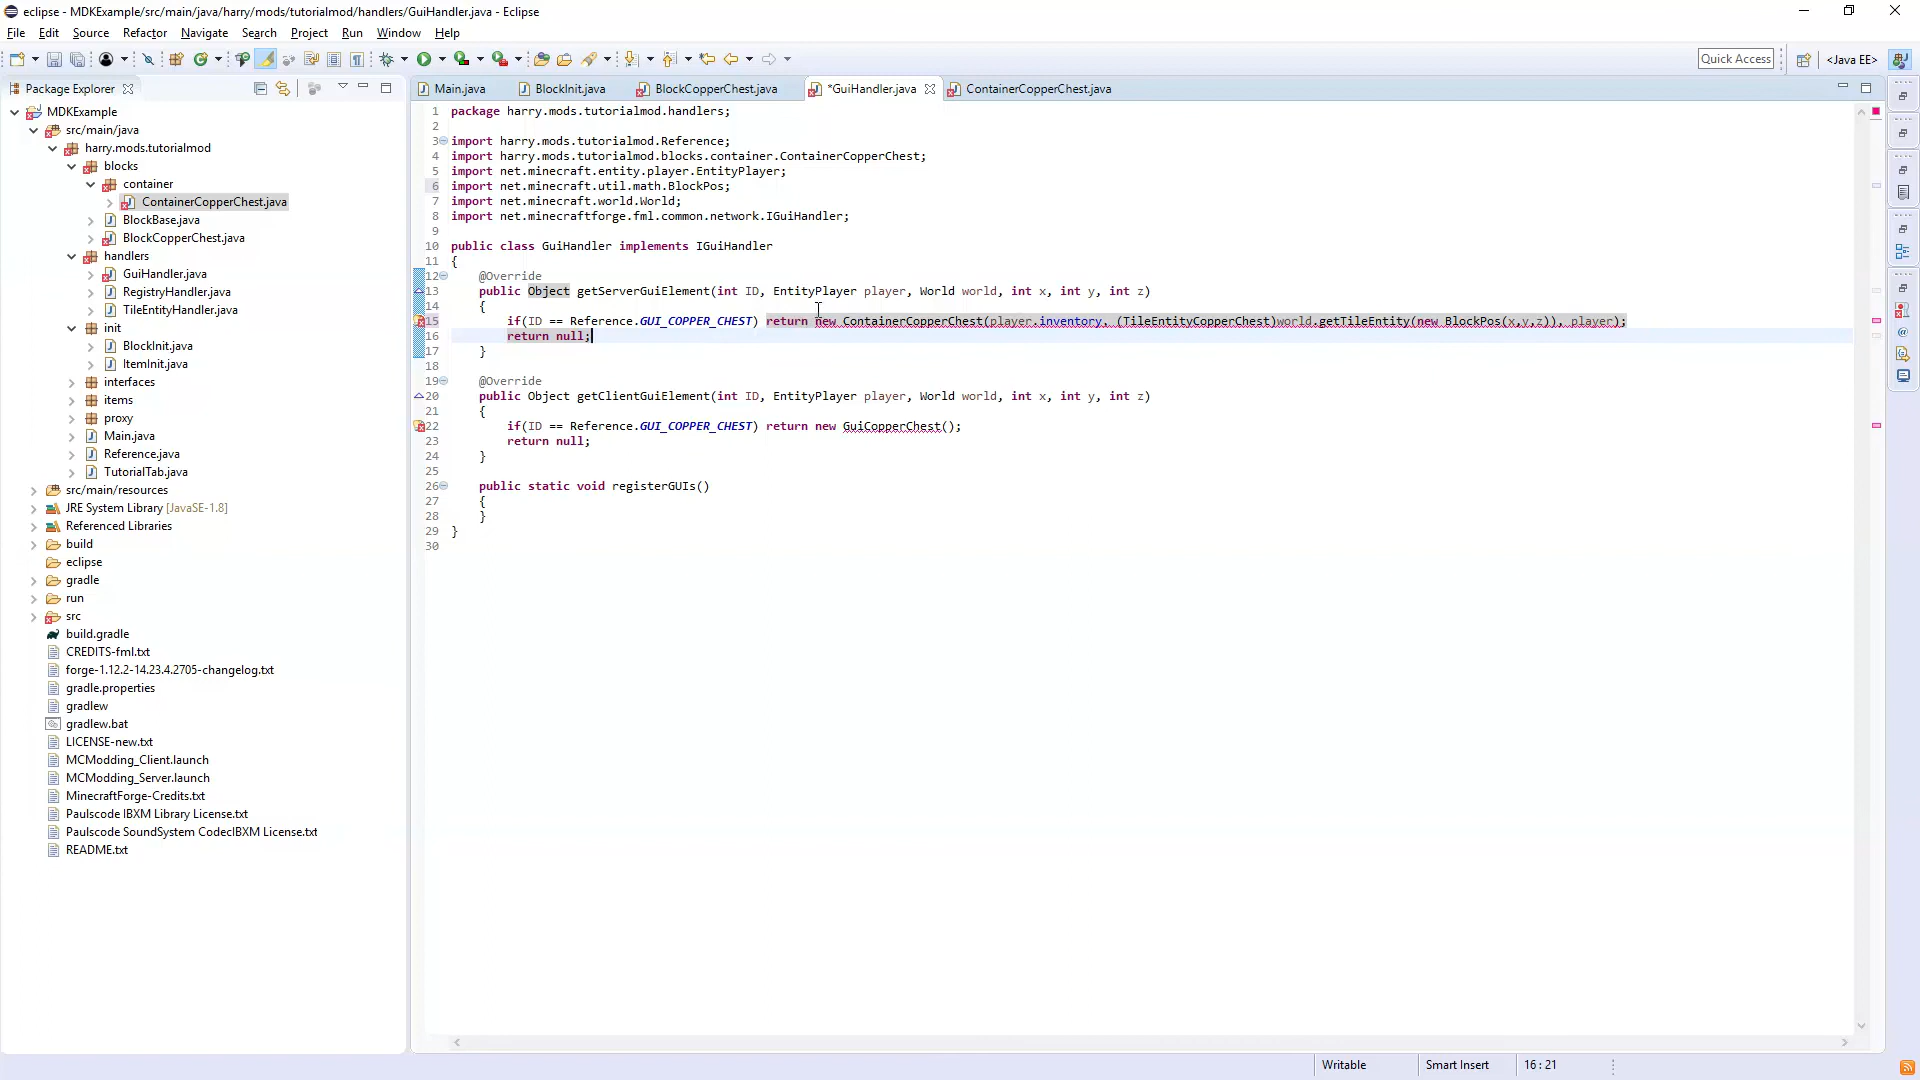 eclipse - MDKExample/src/main/java/harry/mods/tutorialmod/handlers/GuiHandler.java - Eclipse
File Edit Source Refactor Navigate Search Project Run Window Help
Quick Access
<Java EE>
Package Explorer
Main.java
BlockInit.java
BlockCopperChest.java
*GuiHandler.java
ContainerCopperChest.java
MDKExample
src/main/java
harry.mods.tutorialmod
blocks
container
ContainerCopperChest.java
BlockBase.java
BlockCopperChest.java
handlers
GuiHandler.java
RegistryHandler.java
TileEntityHandler.java
init
BlockInit.java
ItemInit.java
interfaces
items
proxy
Main.java
Reference.java
TutorialTab.java
src/main/resources
JRE System Library [JavaSE-1.8]
Referenced Libraries
build
eclipse
gradle
run
src
build.gradle
CREDITS-fml.txt
forge-1.12.2-14.23.4.2705-changelog.txt
gradle.properties
gradlew
gradlew.bat
LICENSE-new.txt
MCModding_Client.launch
MCModding_Server.launch
MinecraftForge-Credits.txt
Paulscode IBXM Library License.txt
Paulscode SoundSystem CodecIBXM License.txt
README.txt
1 package harry.mods.tutorialmod.handlers;
2
3 import harry.mods.tutorialmod.Reference;
4 import harry.mods.tutorialmod.blocks.container.ContainerCopperChest;
5 import net.minecraft.entity.player.EntityPlayer;
6 import net.minecraft.util.math.BlockPos;
7 import net.minecraft.world.World;
8 import net.minecraftforge.fml.common.network.IGuiHandler;
9
10 public class GuiHandler implements IGuiHandler
11 {
12 @Override
13 public Object getServerGuiElement(int ID, EntityPlayer player, World world, int x, int y, int z)
14 {
15 if(ID == Reference.GUI_COPPER_CHEST) return new ContainerCopperChest(player.inventory, (TileEntityCopperChest)world.getTileEntity(new BlockPos(x,y,z)), player);
16 return null;
17 }
18
19 @Override
20 public Object getClientGuiElement(int ID, EntityPlayer player, World world, int x, int y, int z)
21 {
22 if(ID == Reference.GUI_COPPER_CHEST) return new GuiCopperChest();
23 return null;
24 }
25
26 public static void registerGUIs()
27 {
28 }
29 }
30
Writable Smart Insert 16 : 21